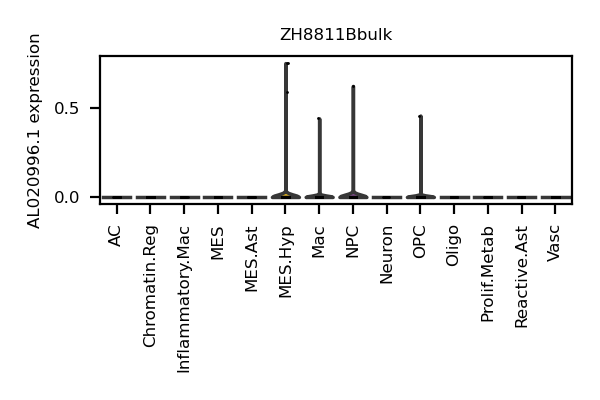 ZH8811Bbulk
AL020996.1 expression
0.5
0.0
AC
Chromatin.Reg
Inflammatory.Mac
MES
MES.Ast
MES.Hyp
Mac
NPC
Neuron
OPC
Oligo
Prolif.Metab
Reactive.Ast
Vasc